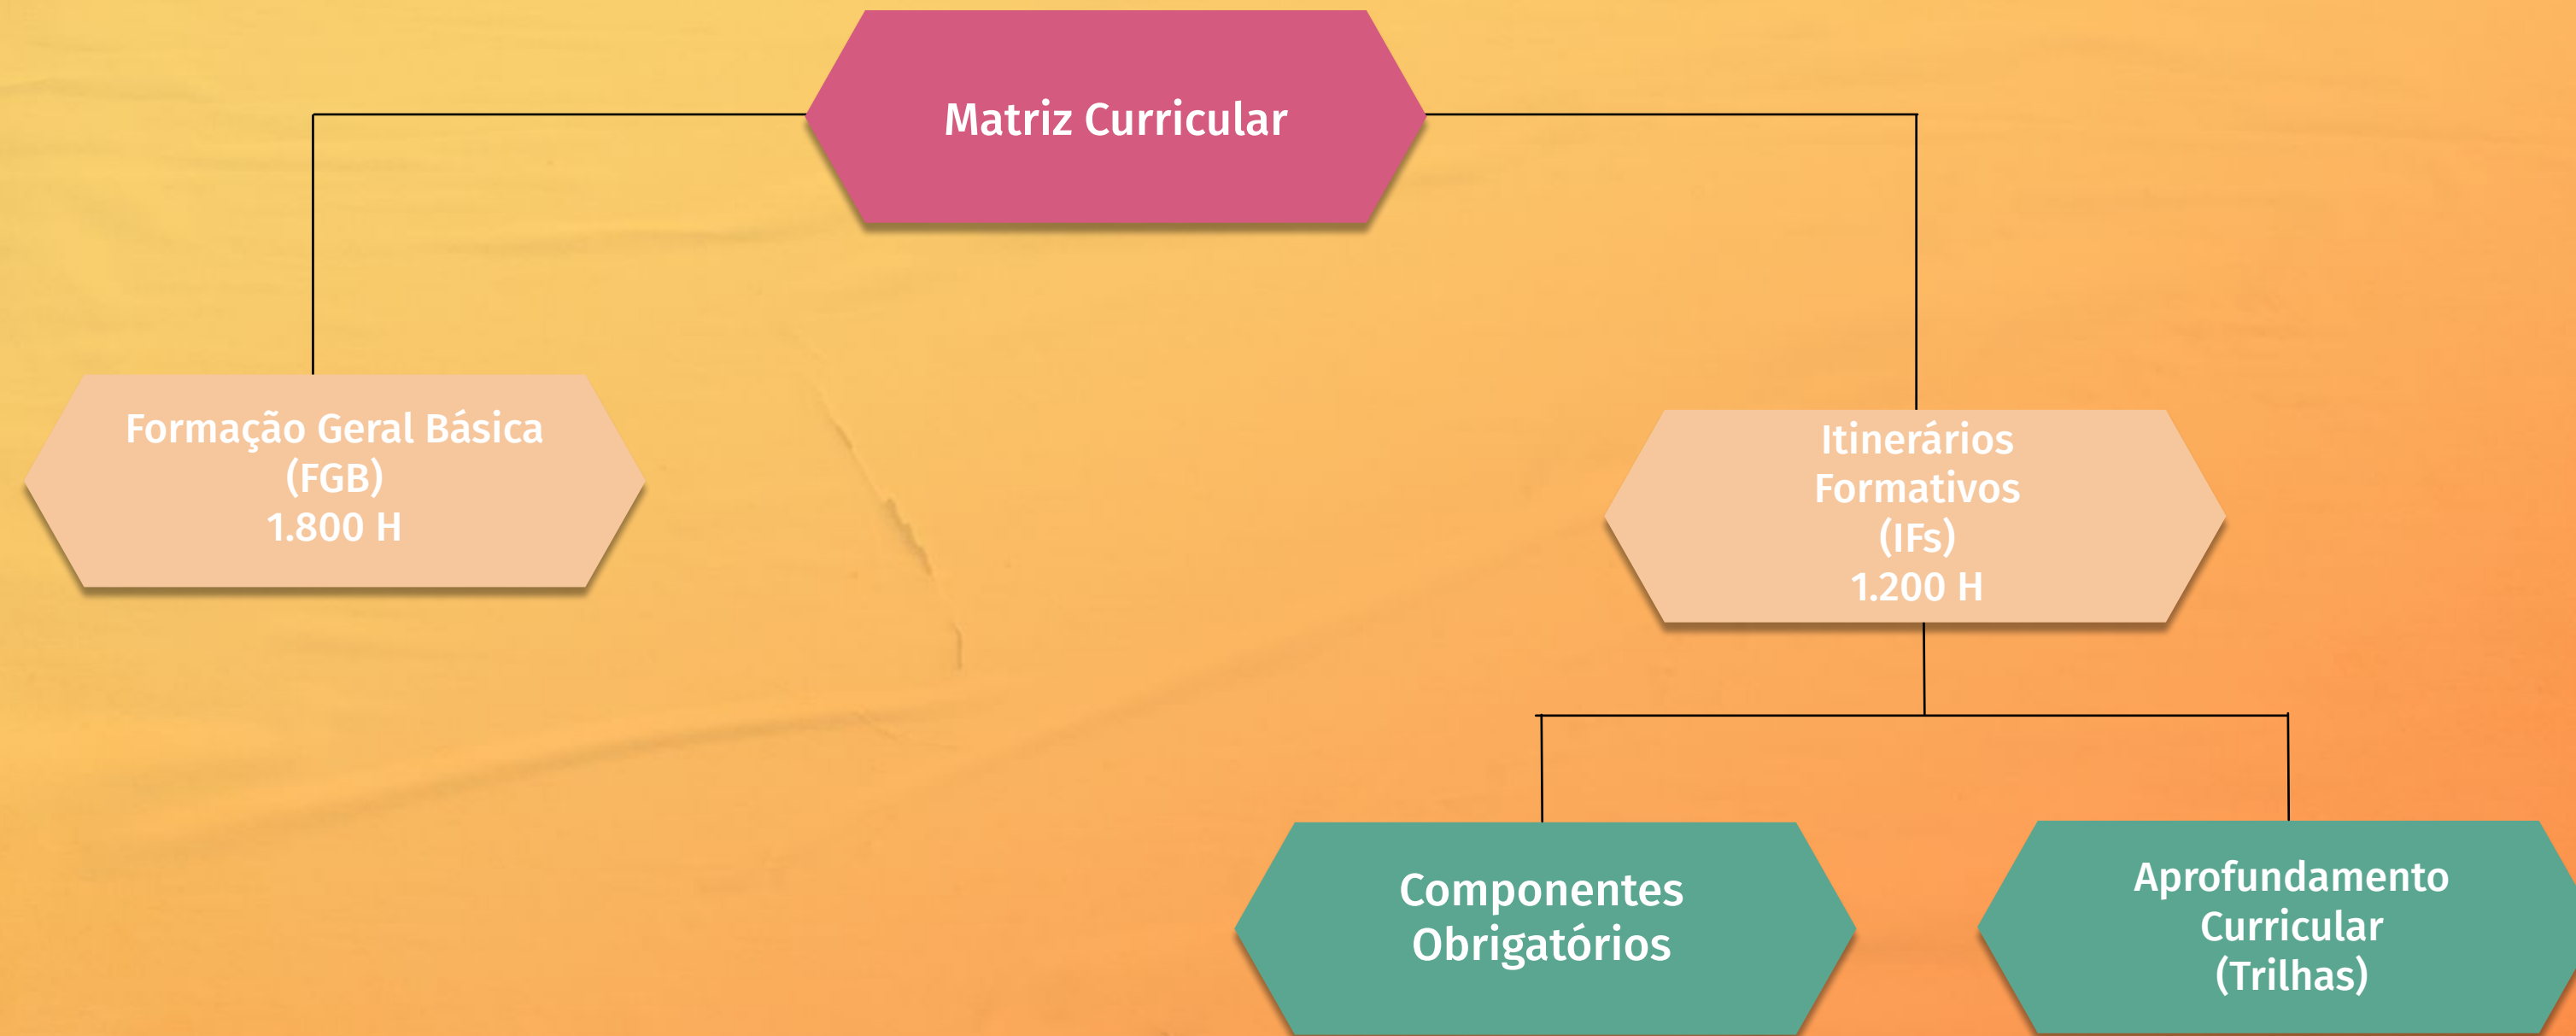 Matriz Curricular
Formação Geral Básica
(FGB)
1.800 H
Itinerários
Formativos
(IFs)
1.200 H
Componentes
Obrigatórios
Aprofundamento
Curricular
(Trilhas)